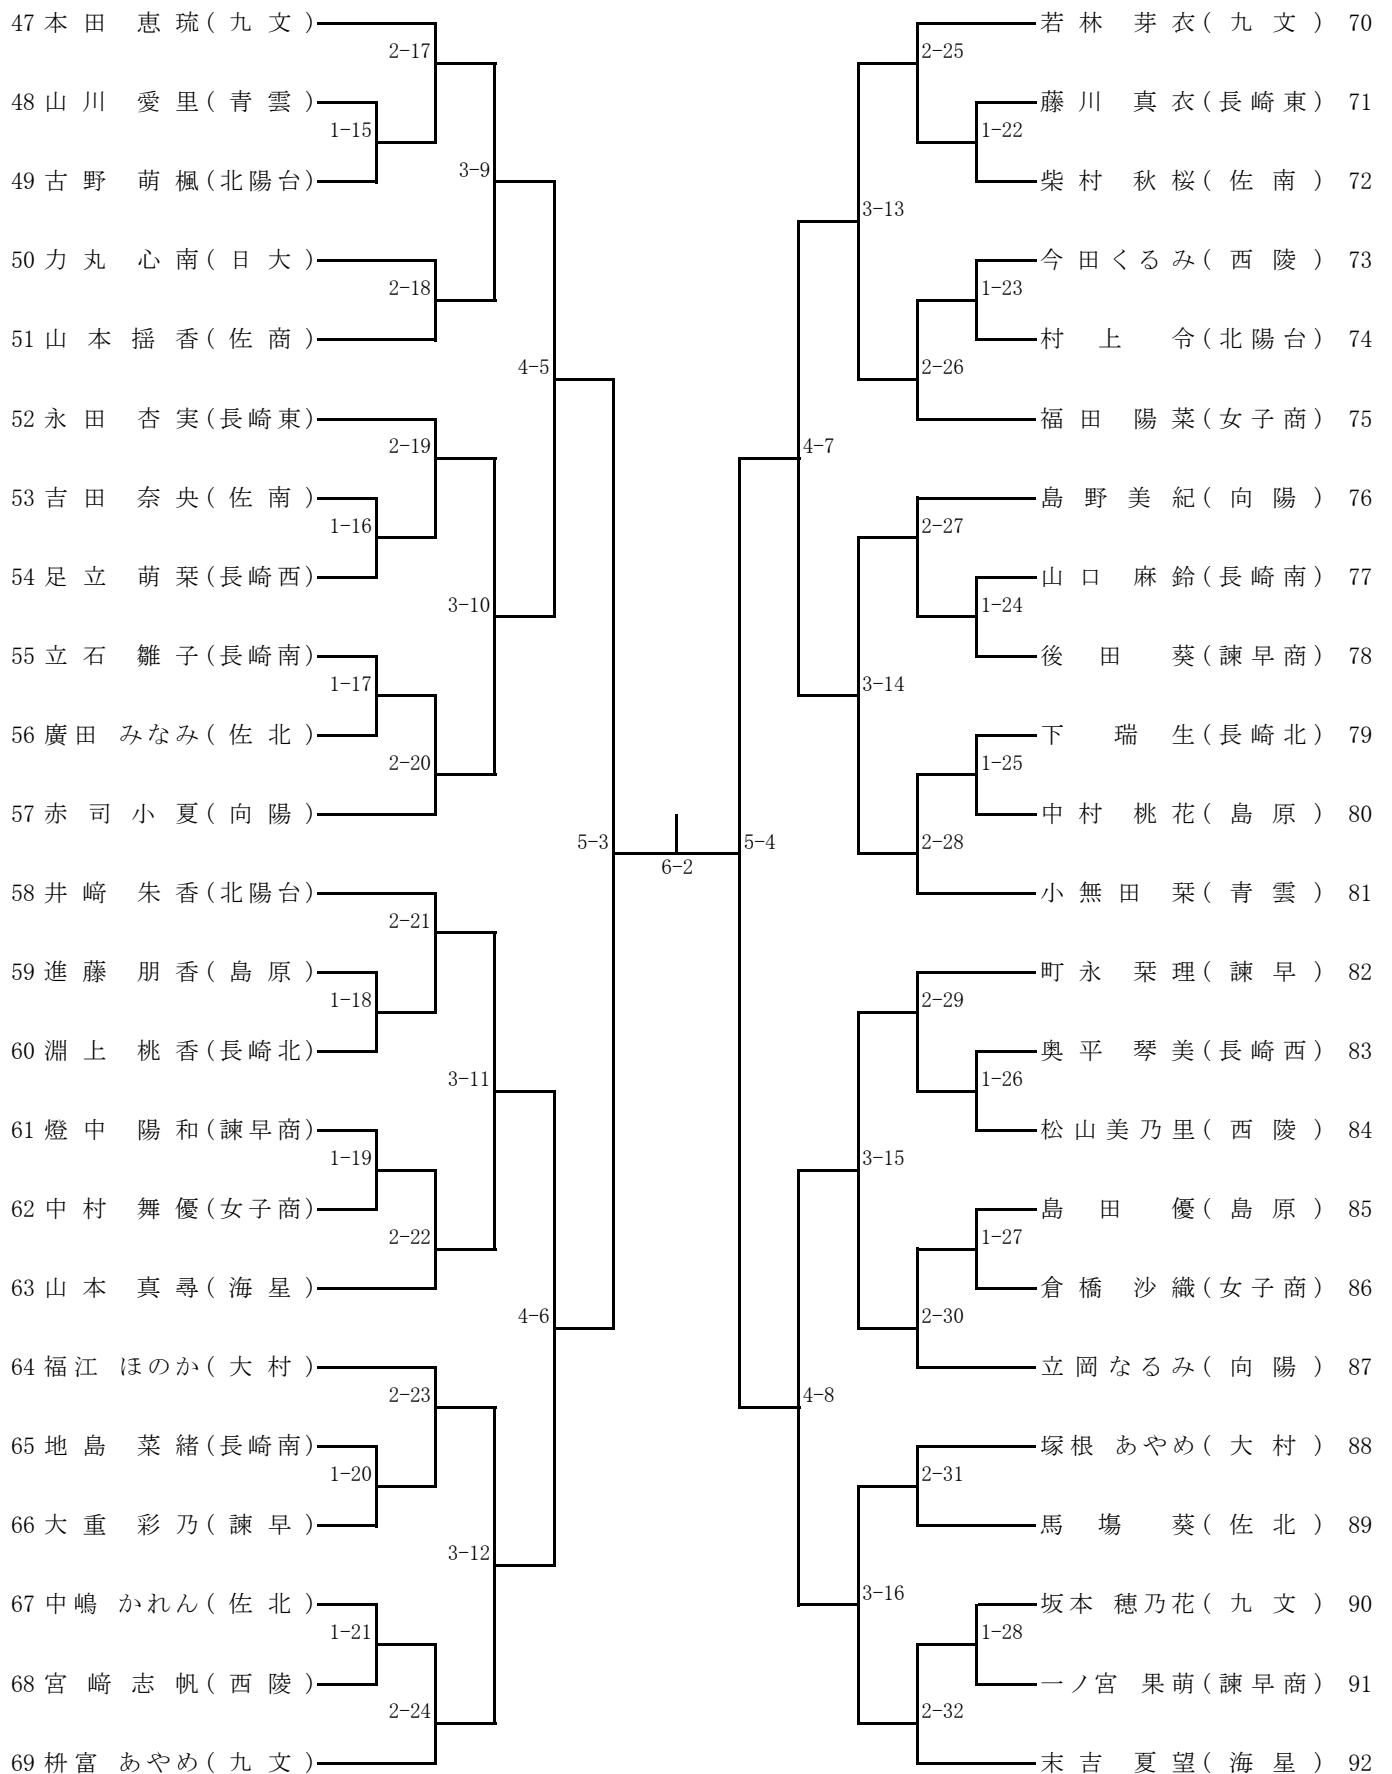 47 本田 恵琉(九文)
2-17
48 山川 愛里(青雲)
1-15
49 古野 萌楓(北陽台)
3-9
50 力丸 心南(日大)
2-18
51 山本 揺香(佐商)
4-5
52 永田 杏実(長崎東)
2-19
53 吉田 奈央(佐南)
1-16
54 足立 萌栞(長崎西)
3-10
55 立石 雛子(長崎南)
1-17
56 廣田 みなみ(佐北)
2-20
57 赤司 小夏(向陽)
5-3
58 井﨑 朱香(北陽台)
2-21
59 進藤 朋香(島原)
1-18
60 淵上 桃香(長崎北)
3-11
61 燈中 陽和(諫早商)
1-19
62 中村 舞優(女子商)
2-22
63 山本 真尋(海星)
4-6
64 福江 ほのか(大村)
2-23
65 地島 菜緒(長崎南)
1-20
66 大重 彩乃(諫早)
3-12
67 中嶋 かれん(佐北)
1-21
68 宮﨑 志帆(西陵)
2-24
69 枡富 あやめ(九文)
6-2
若林 芽衣(九文) 70
2-25
藤川 真衣(長崎東) 71
1-22
柴村 秋桜(佐南) 72
3-13
今田くるみ(西陵) 73
1-23
村上 令(北陽台) 74
2-26
福田 陽菜(女子商) 75
4-7
島野美紀(向陽) 76
2-27
山口 麻鈴(長崎南) 77
1-24
後田 葵(諫早商) 78
3-14
下 瑞生(長崎北) 79
1-25
中村 桃花(島原) 80
2-28
小無田 栞(青雲) 81
5-4
町永 栞理(諫早) 82
2-29
奥平 琴美(長崎西) 83
1-26
松山美乃里(西陵) 84
3-15
島田 優(島原) 85
1-27
倉橋 沙織(女子商) 86
2-30
立岡なるみ(向陽) 87
4-8
塚根 あやめ(大村) 88
2-31
馬塲 葵(佐北) 89
3-16
坂本 穂乃花(九文) 90
1-28
一ノ宮 果萌(諫早商) 91
2-32
末吉 夏望(海星) 92